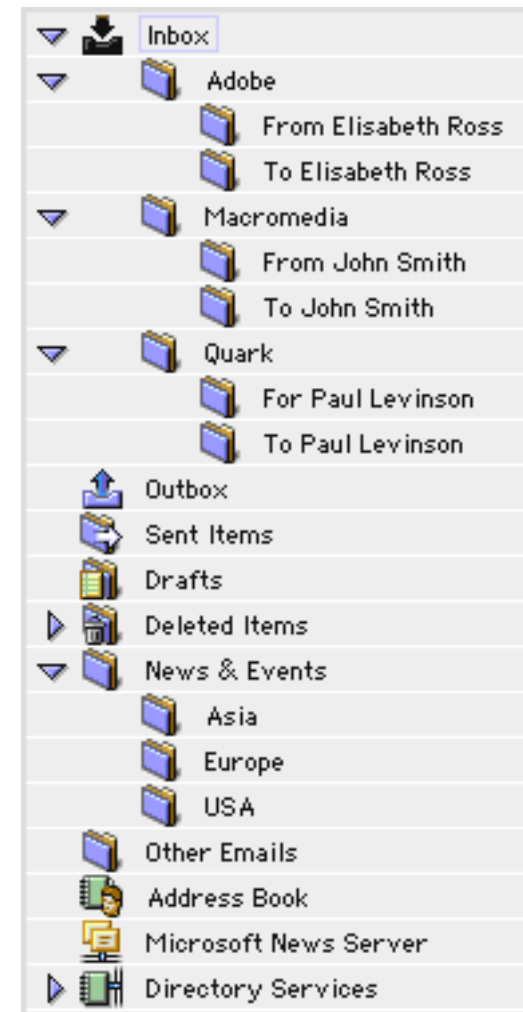 Inbox
Adobe
From Elisabeth Ross
To Elisabeth Ross
Macromedia
From John Smith
To John Smith
Quark
For Paul Levinson
To Paul Levinson
Outbox
Sent Items
Drafts
Deleted Items
News & Events
Asia
Europe
USA
Other Emails
Address Book
Microsoft News Server
Directory Services